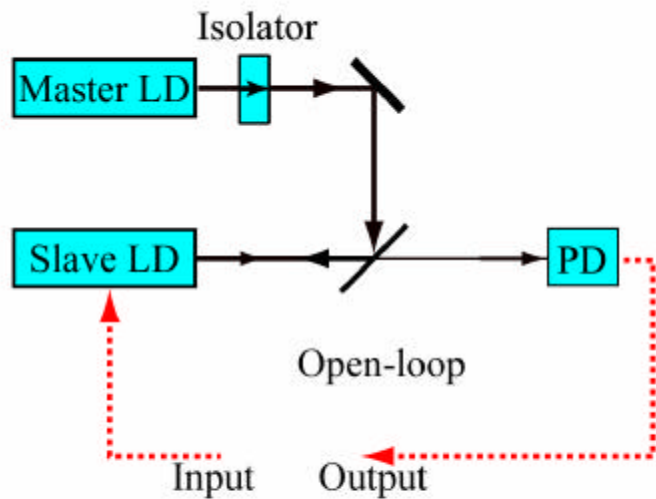 Isolator
Master LD
Slave LD
PD
Open-loop
Input
Output